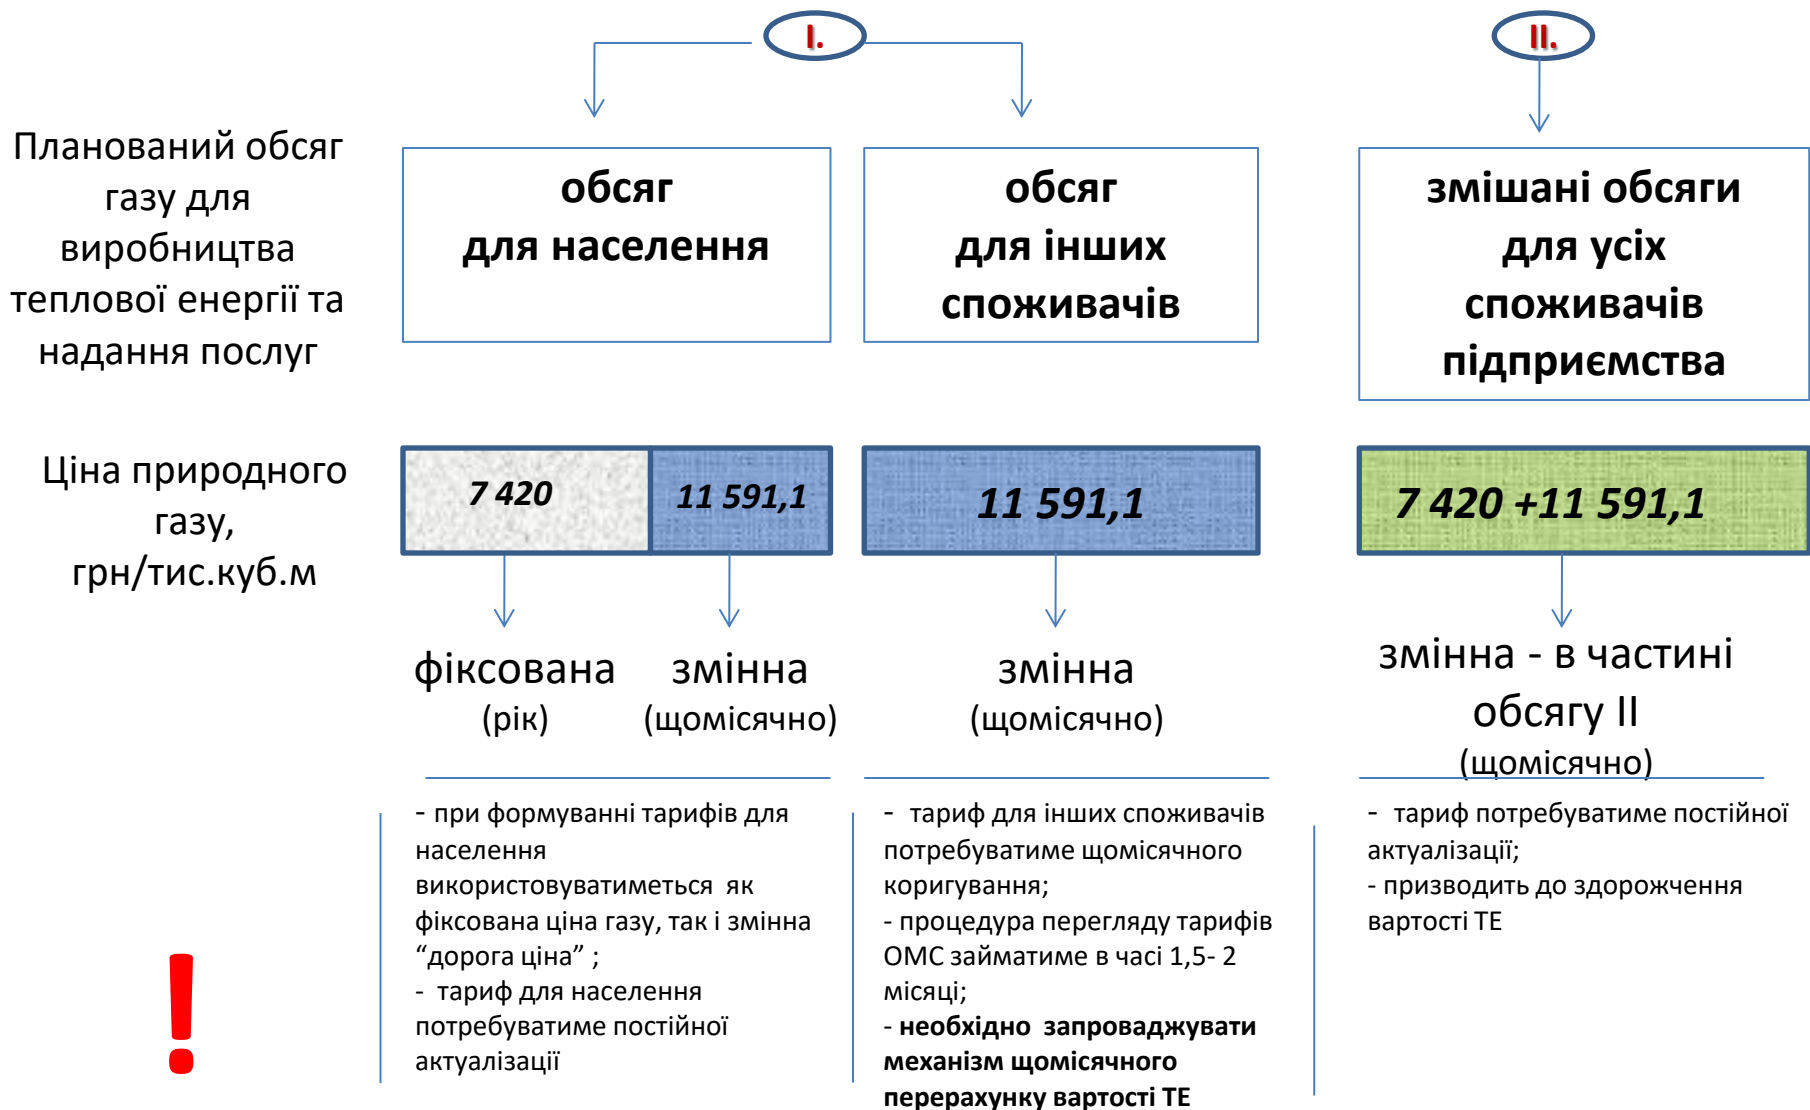 I.
II.
Планований обсяг
газу для
виробництва
теплової енергії та
надання послуг
обсяг
для населення
обсяг
для інших
споживачів
змішані обсяги
для усіх
споживачів
підприємства
Ціна природного
газу,
грн/тис.куб.м
7 420
11 591,1
11 591,1
7 420 +11 591,1
фіксована
(рік)
змінна
(щомісячно)
змінна
(щомісячно)
змінна - в частині
обсягу ІІ
(щомісячно)
- при формуванні тарифів для
населення
використовуватиметься як
фіксована ціна газу, так і змінна
“дорога ціна” ;
- тариф для населення
потребуватиме постійної
актуалізації
- тариф для інших споживачів
потребуватиме щомісячного
коригування;
- процедура перегляду тарифів
ОМС займатиме в часі 1,5- 2
місяці;
- необхідно запроваджувати
механізм щомісячного
перерахунку вартості ТЕ
- тариф потребуватиме постійної
актуалізації;
- призводить до здорожчення
вартості ТЕ
!